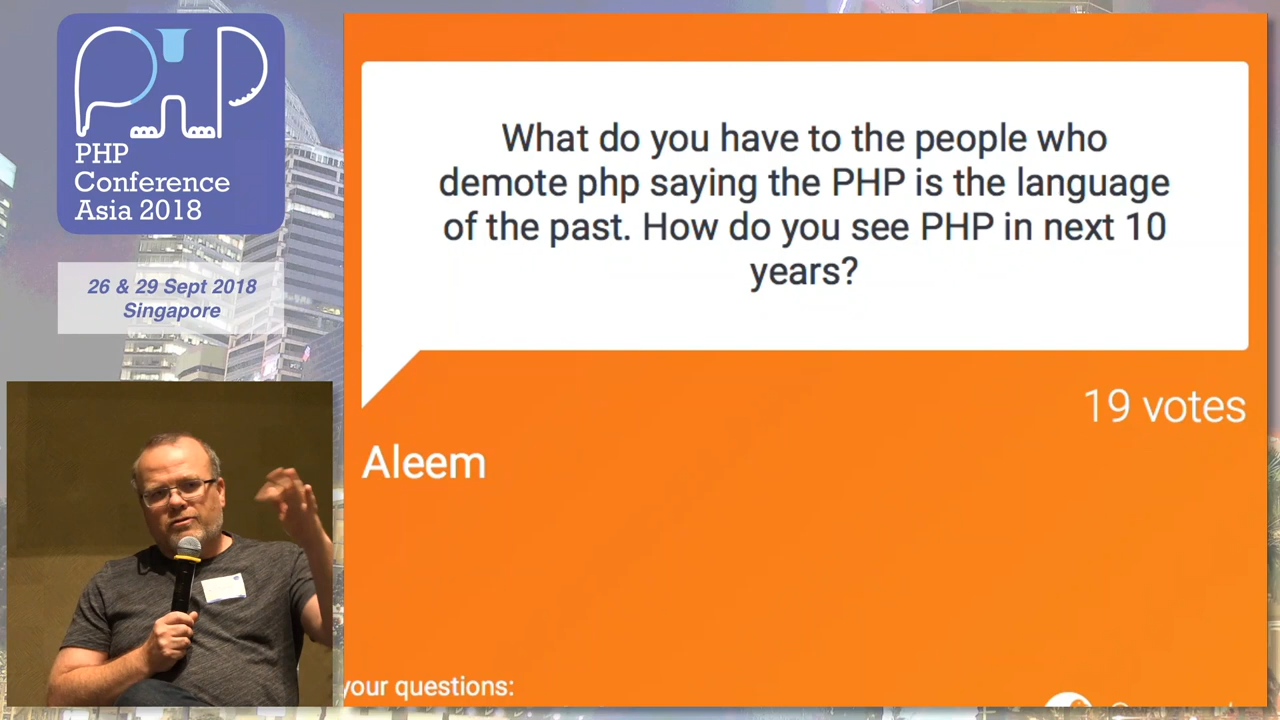 PHP
PHP
Conference
Asia 2018
26 & 29 Sept 2018
Singapore
What do you have to the people who
demote php saying the PHP is the language
of the past. How do you see PHP in next 10
years?
19 votes
Aleem
your questions: